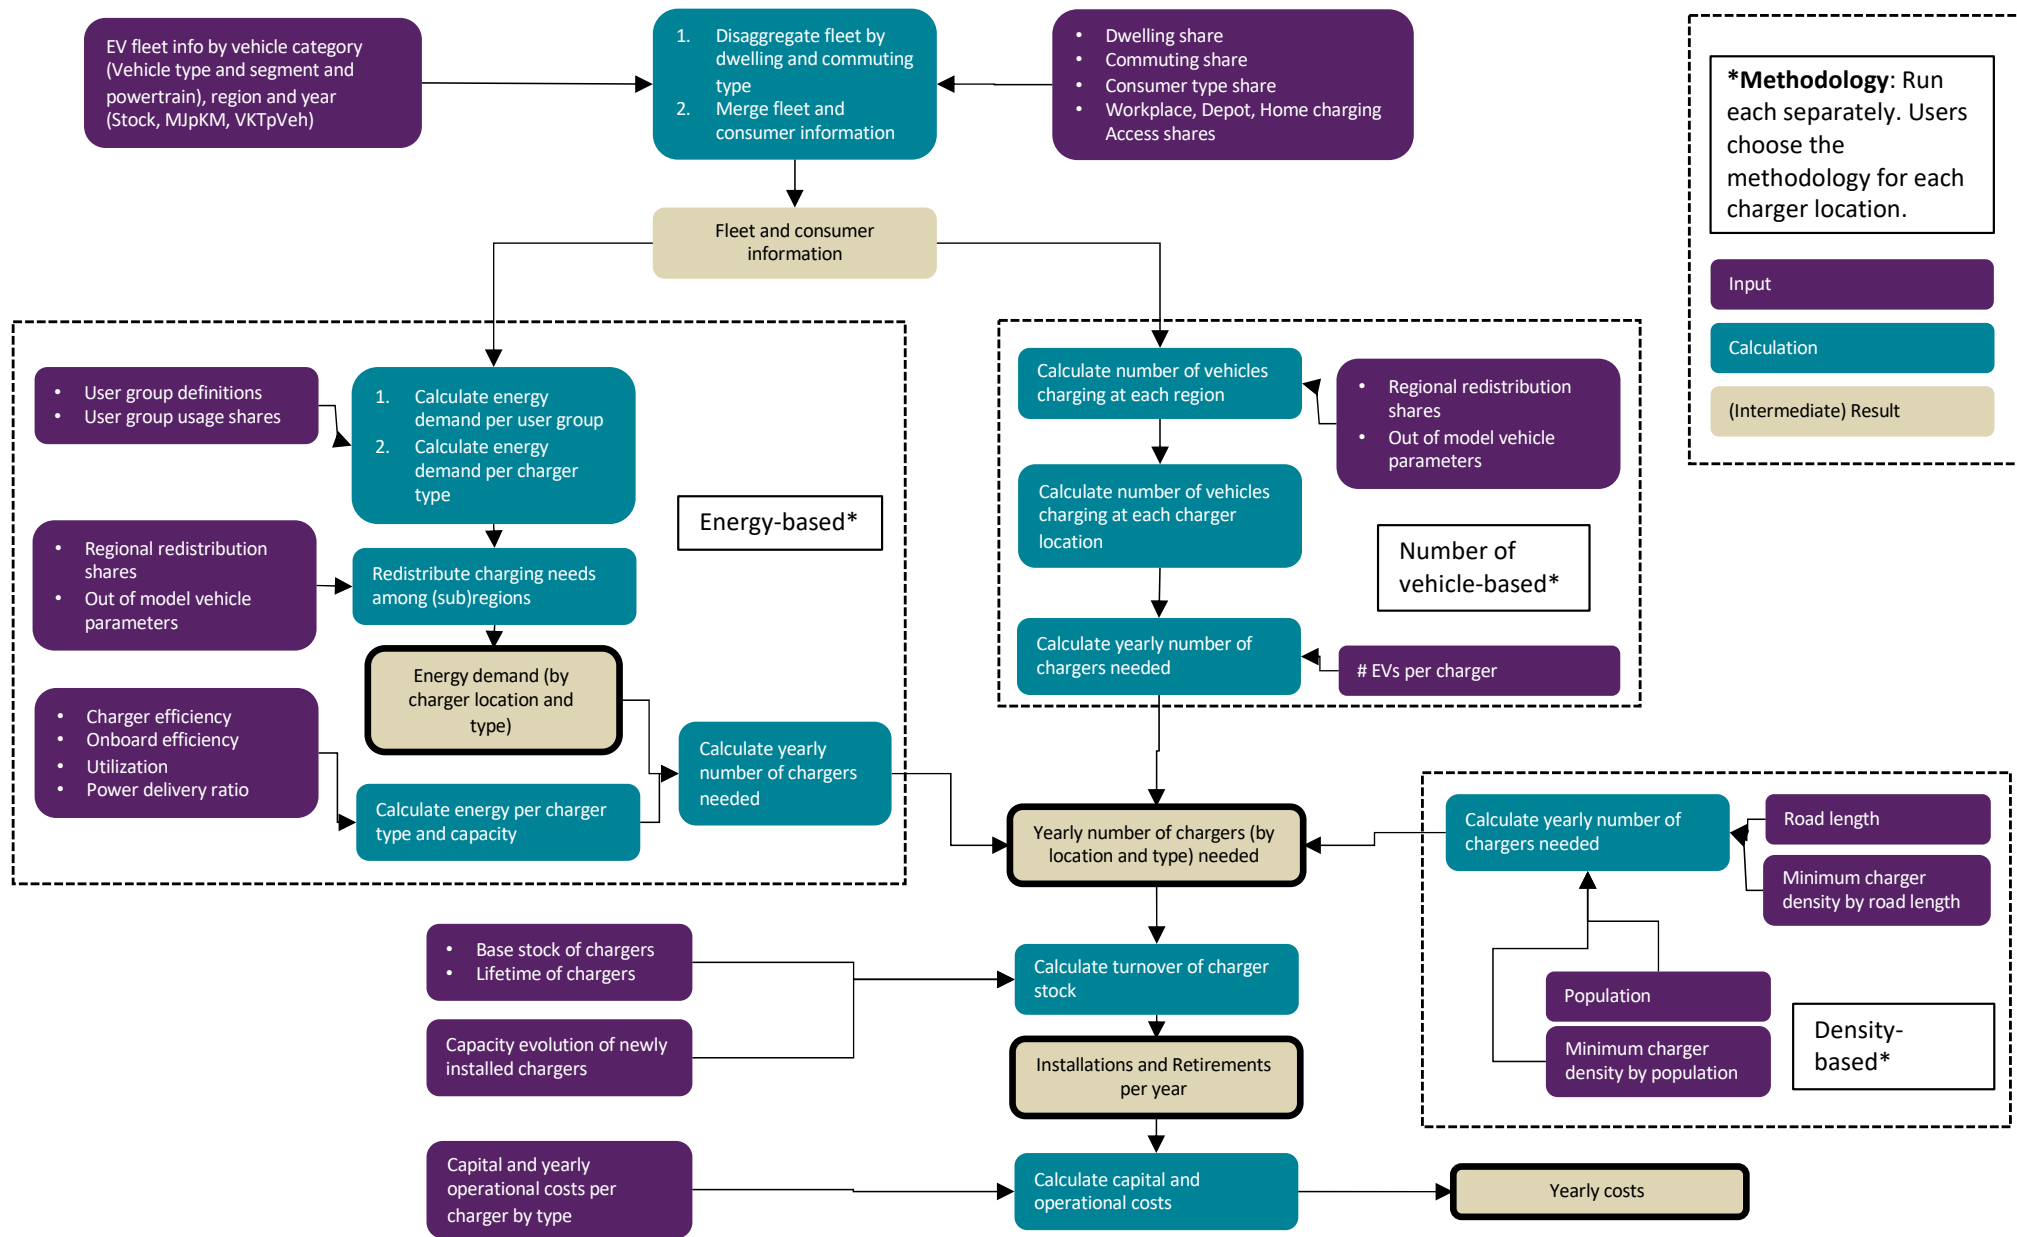 EV fleet info by vehicle category
(Vehicle type and segment and
powertrain), region and year
(Stock, MJpKM, VKTpVeh)
1. Disaggregate fleet by
dwelling and commuting
type
2. Merge fleet and
consumer information
• Dwelling share
• Commuting share
• Consumer type share
• Workplace, Depot, Home charging
Access shares
*Methodology: Run
each separately. Users
choose the
methodology for each
charger location.
Input
Calculation
(Intermediate) Result
Fleet and consumer
information
• User group definitions
• User group usage shares
1. Calculate energy
demand per user group
2. Calculate energy
demand per charger
type
Energy-based*
• Regional redistribution
shares
• Out of model vehicle
parameters
Redistribute charging needs
among (sub)regions
Energy demand (by
charger location and
type)
• Charger efficiency
• Onboard efficiency
• Utilization
• Power delivery ratio
Calculate energy per charger
type and capacity
Calculate yearly
number of chargers
needed
Calculate number of vehicles
charging at each region
• Regional redistribution
shares
• Out of model vehicle
parameters
Calculate number of vehicles
charging at each charger
location
Number of
vehicle-based*
Calculate yearly number of
chargers needed
# EVs per charger
Yearly number of chargers (by
location and type) needed
Calculate yearly number of
chargers needed
Road length
Minimum charger
density by road length
Population
Minimum charger
density by population
Density-
based*
• Base stock of chargers
• Lifetime of chargers
Capacity evolution of newly
installed chargers
Calculate turnover of charger
stock
Installations and Retirements
per year
Capital and yearly
operational costs per
charger by type
Calculate capital and
operational costs
Yearly costs